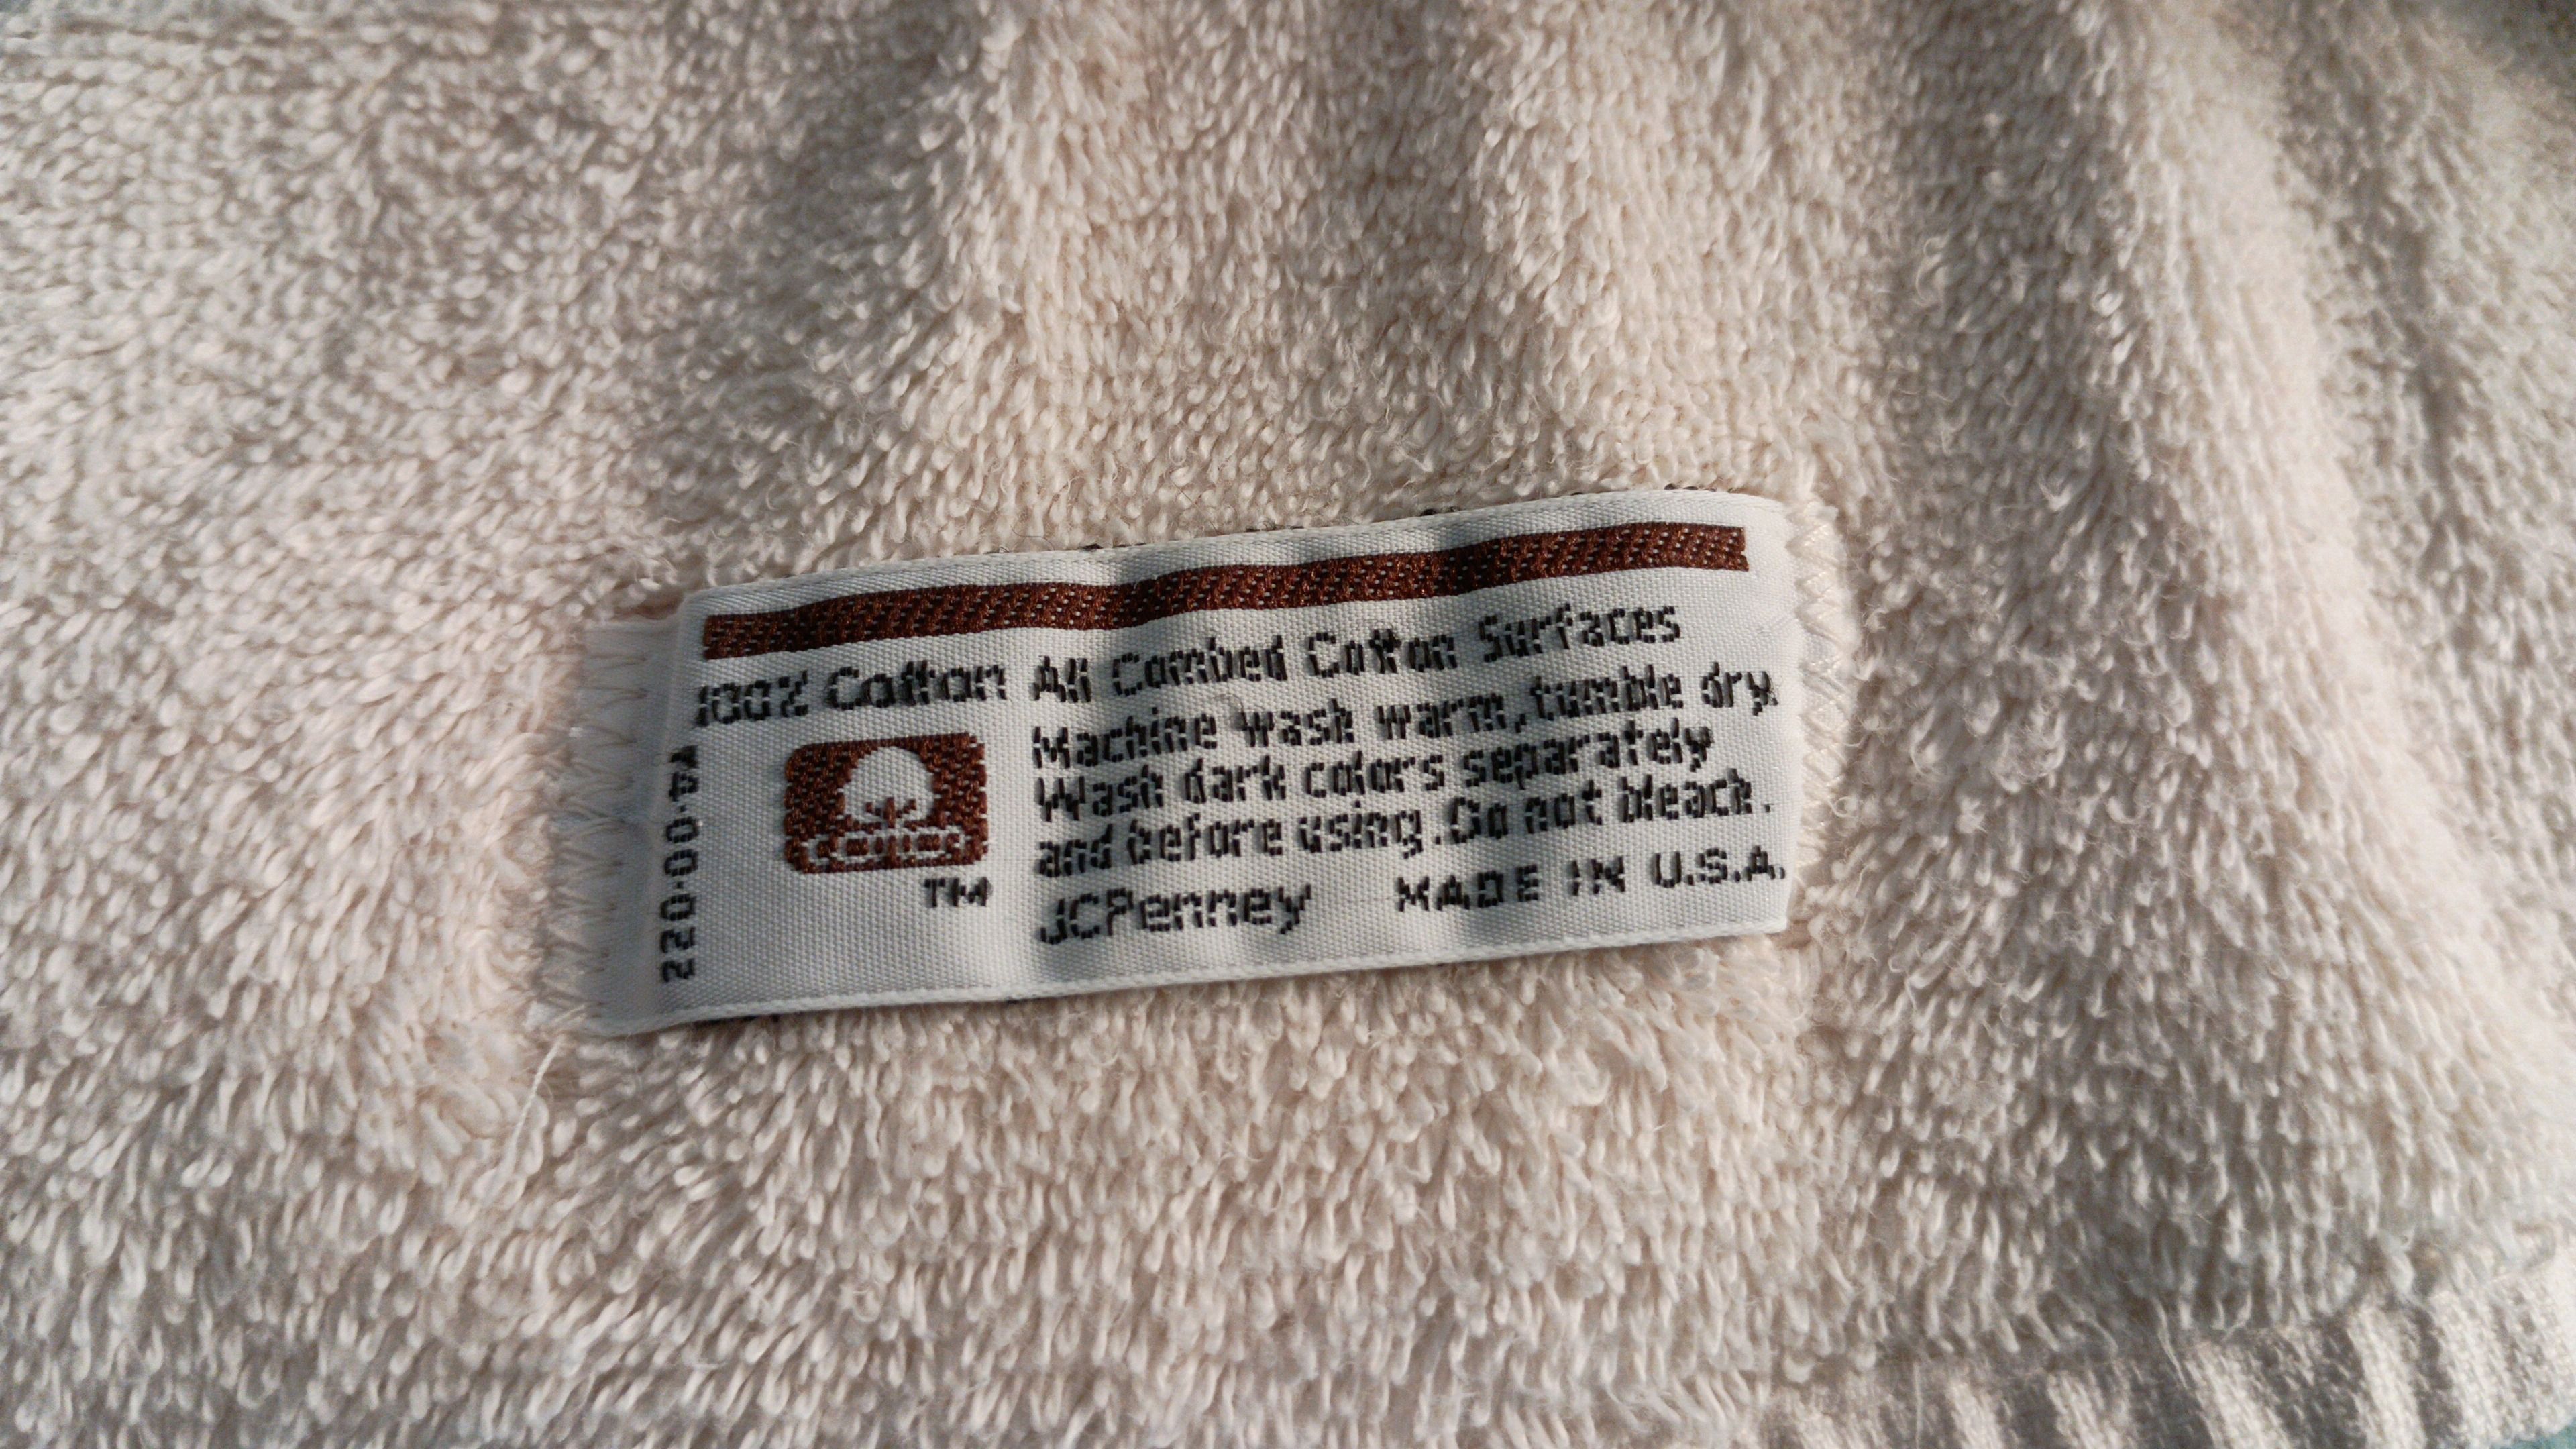 100% Cotton All Combed Cotton Surfaces
Machine wash warm, tumble dry.
Wash dark colors separately
and before using. Do not bleach.
JCPenney MADE IN U.S.A.
cotton
TM
220-00-44